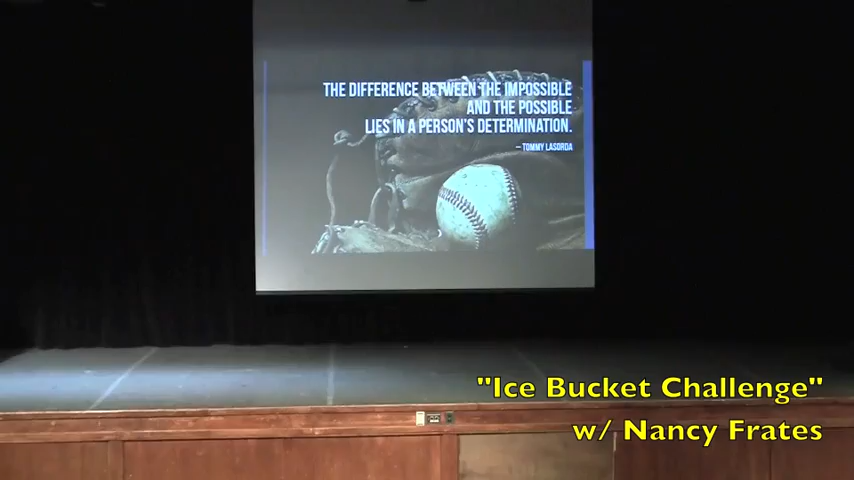 THE DIFFERENCE BETWEEN THE IMPOSSIBLE
AND THE POSSIBLE
LIES IN A PERSON'S DETERMINATION.
– TOMMY LASORDA
"Ice Bucket Challenge"
w/ Nancy Frates